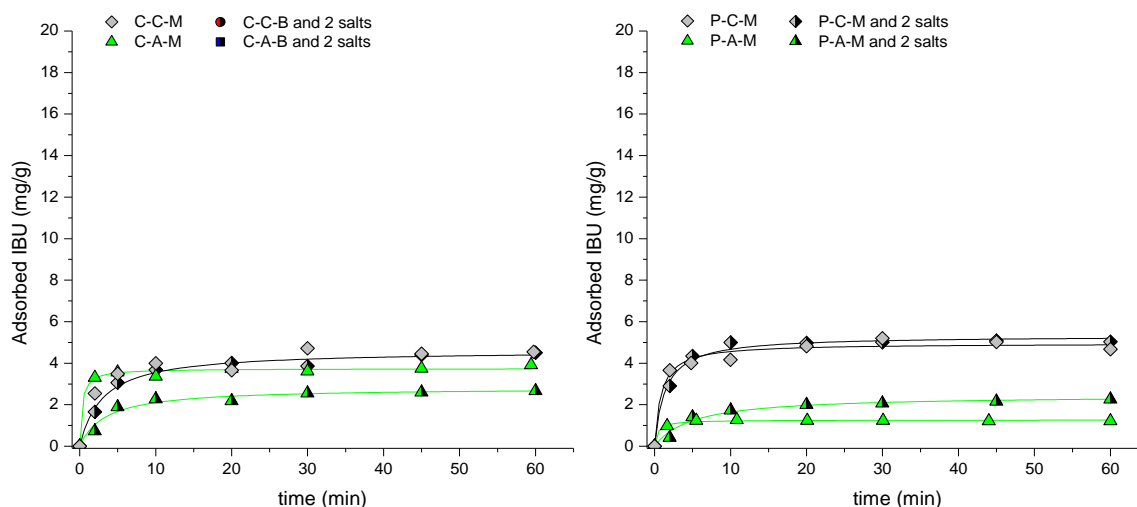 C-C-M C-C-B and 2 salts
C-A-M C-A-B and 2 salts
20
18
16
14
12
10
8
6
4
2
0
Adsorbed IBU (mg/g)
0 10 20 30 40 50 60
time (min)
P-C-M P-C-M and 2 salts
P-A-M P-A-M and 2 salts
20
18
16
14
12
10
8
6
4
2
0
Adsorbed IBU (mg/g)
0 10 20 30 40 50 60
time (min)